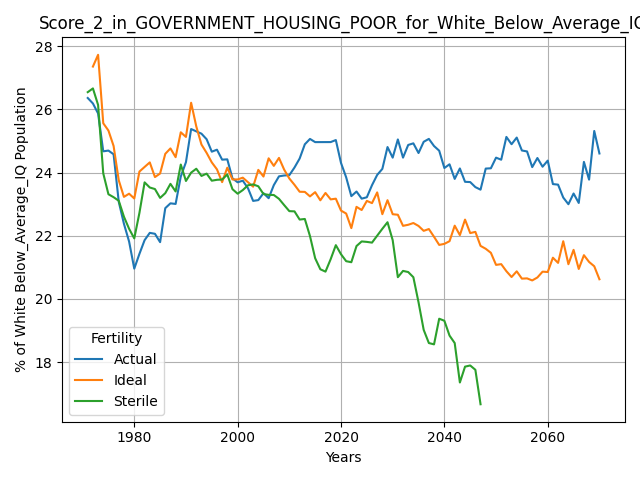 Score_2_in_GOVERNMENT_HOUSING_POOR_for_White_Below_Average_IQ
% of White Below_Average_IQ Population
28
26
24
22
20
18
Fertility
Actual
Ideal
Sterile
1980
2000
2020
2040
2060
Years